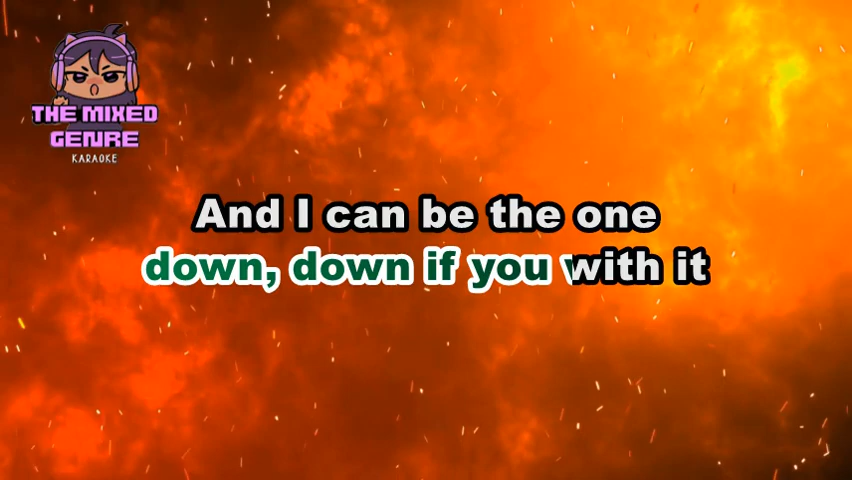 THE MIXED
GENRE
KARAOKE
And I can be the one
down, down if you with it